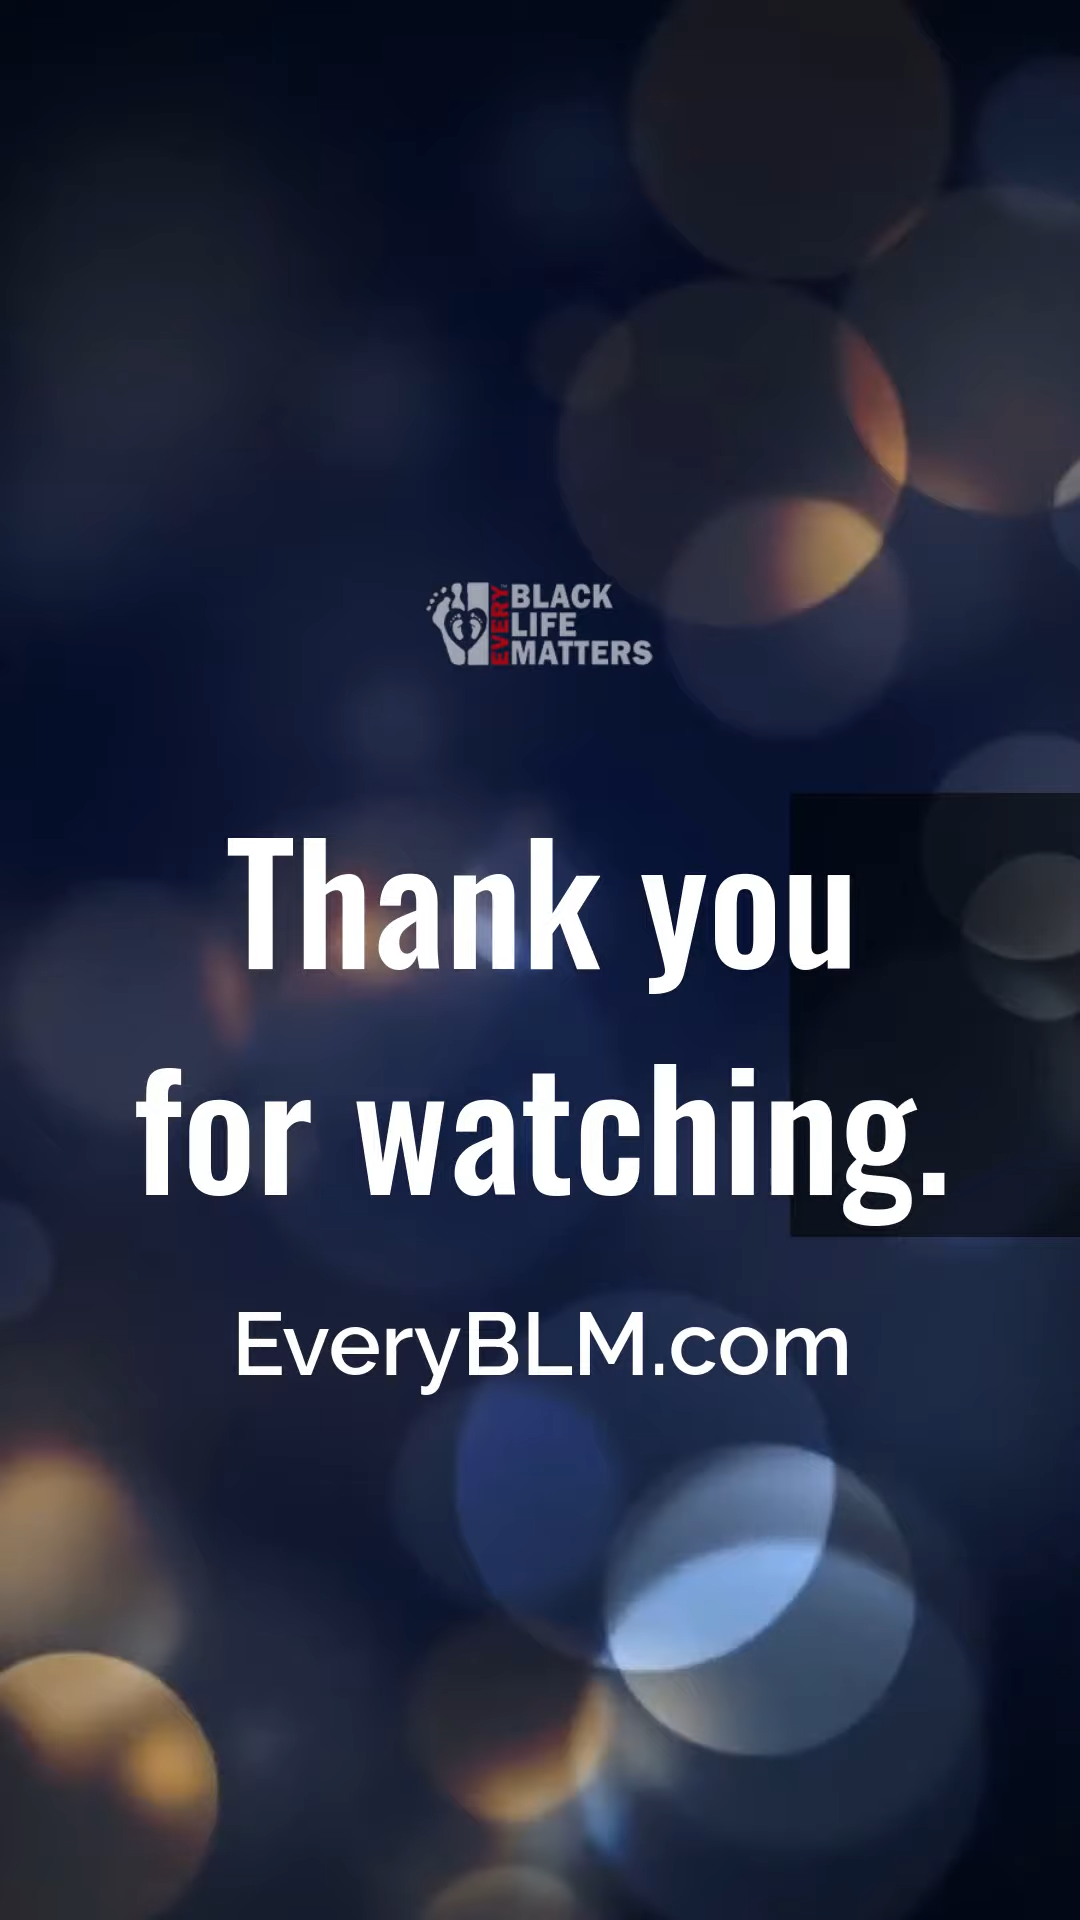 EVERY
BLACK
LIFE
MATTERS
Thank you
for watching.
EveryBLM.com